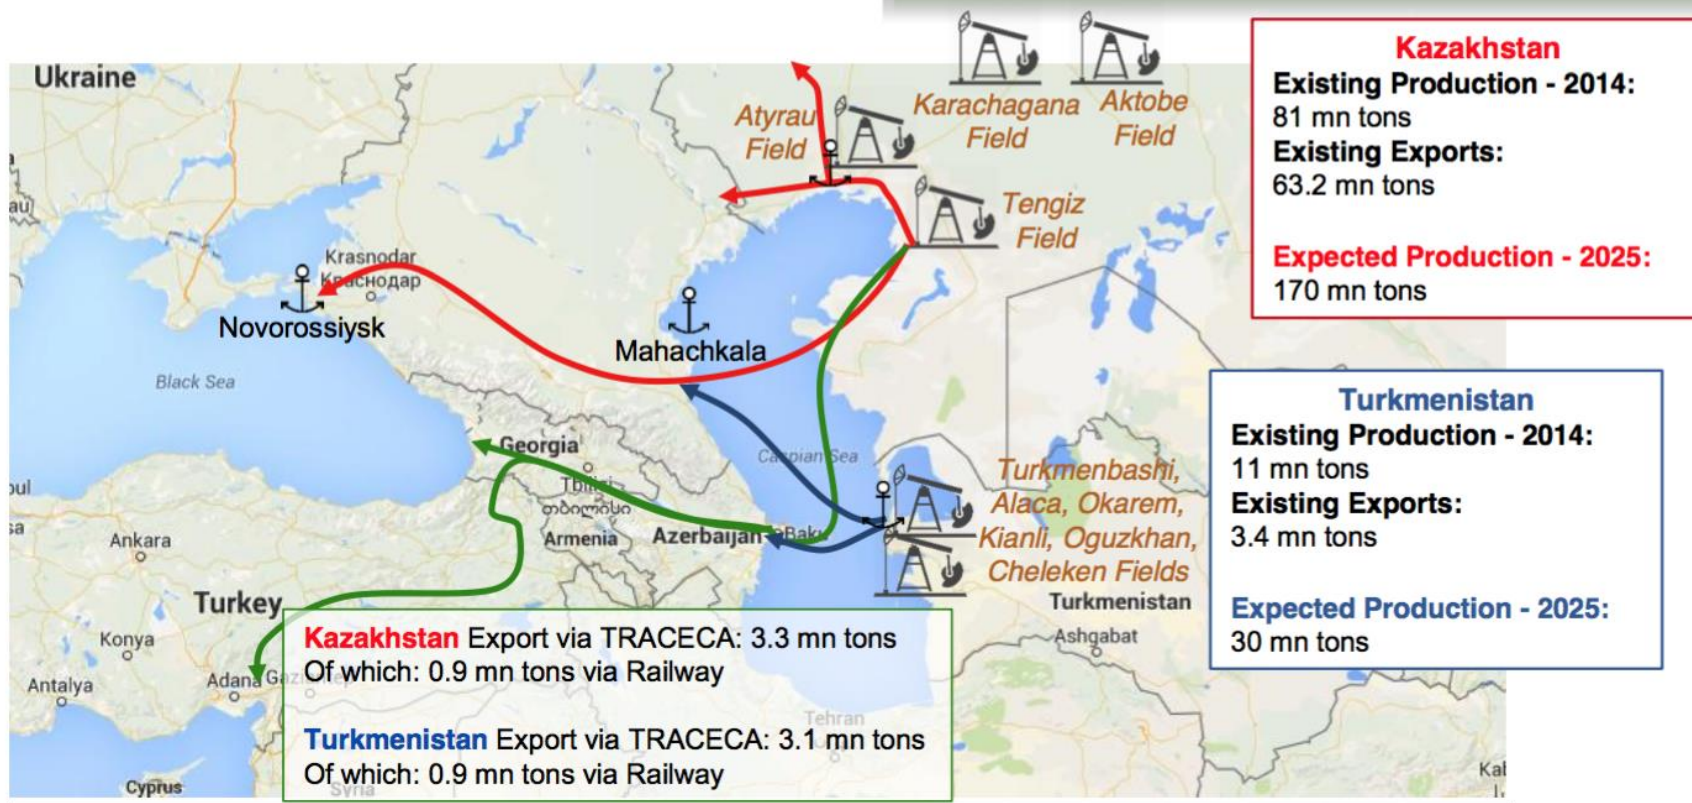 Ukraine
Atyrau
Field
Karachagana
Field
Aktobe
Field
Tengiz
Field
Krasnodar
Краснодар
Novorossiysk
Mahachkala
Black Sea
Georgia
Caspian Sea
Tbilisi
თბილისი
Armenia
Azerbaijan
Baku
Ankara
Turkey
Konya
Antalya
Adana
Cyprus
Syria
Tehran
Turkmenbashi,
Alaca, Okarem,
Kianli, Oguzkhan,
Cheleken Fields
Turkmenistan
Ashgabat
Kazakhstan
Existing Production - 2014:
81 mn tons
Existing Exports:
63.2 mn tons
Expected Production - 2025:
170 mn tons
Turkmenistan
Existing Production - 2014:
11 mn tons
Existing Exports:
3.4 mn tons
Expected Production - 2025:
30 mn tons
Kazakhstan Export via TRACECA: 3.3 mn tons
Of which: 0.9 mn tons via Railway
Turkmenistan Export via TRACECA: 3.1 mn tons
Of which: 0.9 mn tons via Railway